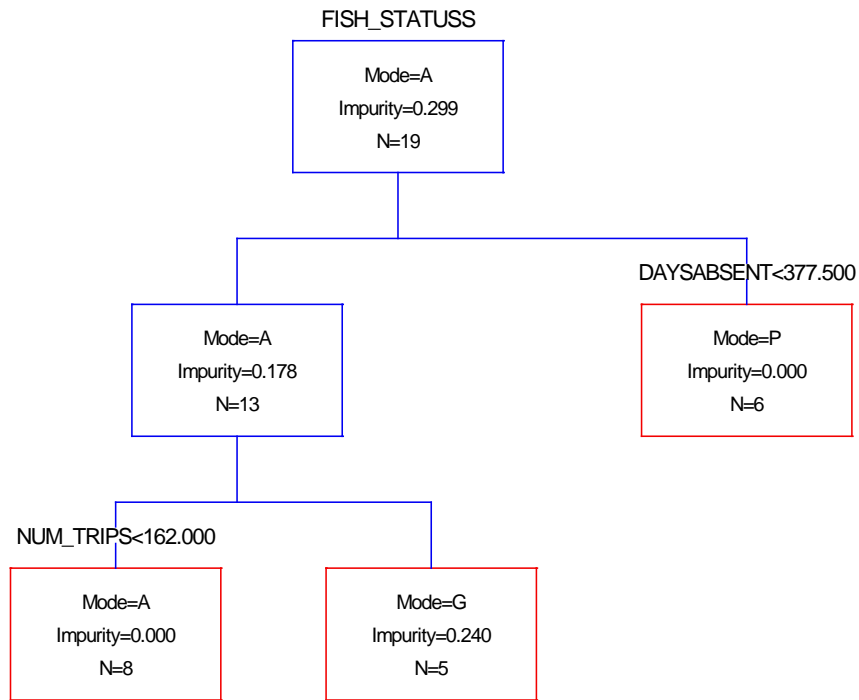 FISH_STATUSS
Mode=A
Impurity=0.299
N=19
DAYSABSENT<377.500
Mode=A
Impurity=0.178
N=13
Mode=P
Impurity=0.000
N=6
NUM_TRIPS<162.000
Mode=A
Impurity=0.000
N=8
Mode=G
Impurity=0.240
N=5